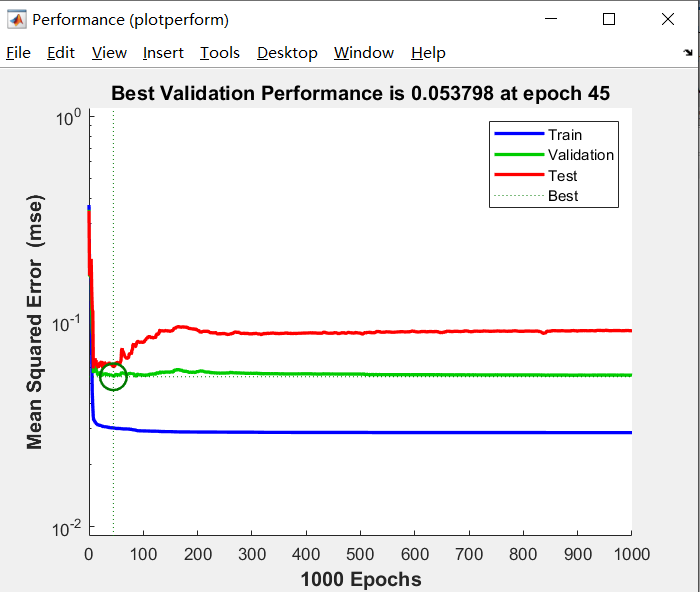 Performance (plotperform)
File Edit View Insert Tools Desktop Window Help
Best Validation Performance is 0.053798 at epoch 45
10^0
10^-1
10^-2
Mean Squared Error (mse)
Train
Validation
Test
Best
0 100 200 300 400 500 600 700 800 900 1000
1000 Epochs